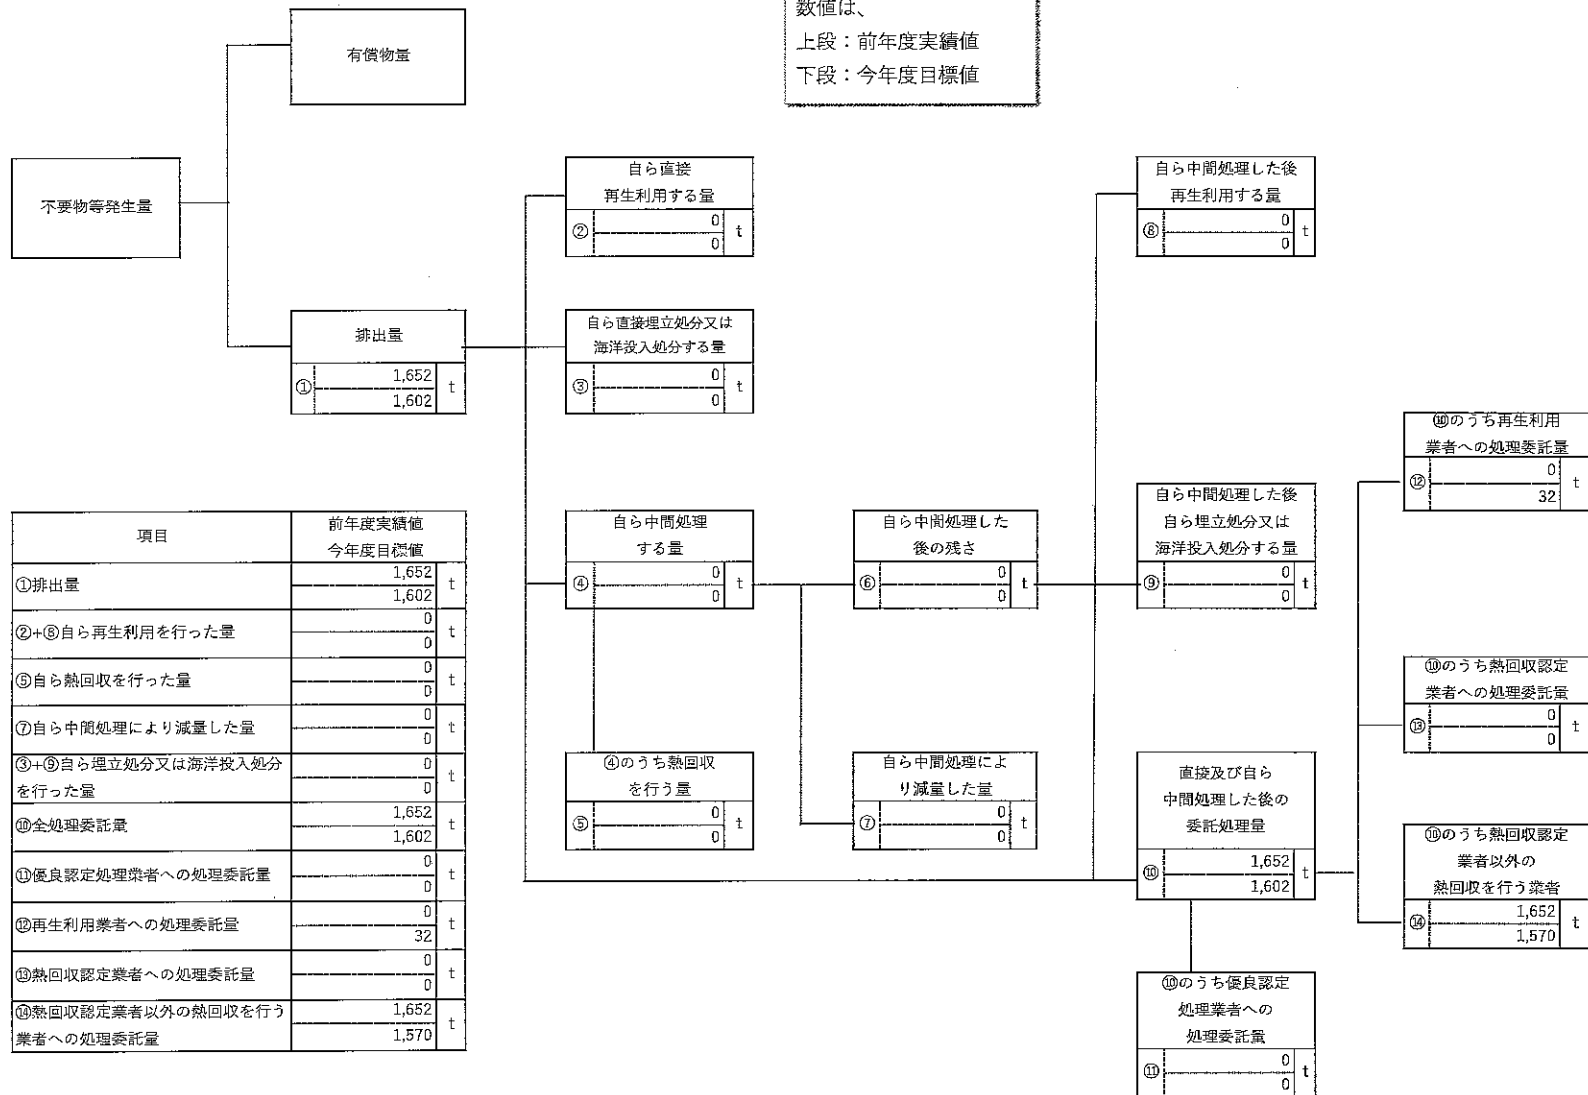 数値は、
上段：前年度実績値
下段：今年度目標値
有償物量
不要物等発生量
排出量
① 1,652 t
1,602
自ら直接
再生利用する量
② 0 t
0
自ら直接埋立処分又は
海洋投入処分する量
③ 0 t
0
自ら中間処理
する量
④ 0 t
0
④のうち熱回収
を行う量
⑤ 0 t
0
自ら中間処理した
後の残さ
⑥ 0 t
0
自ら中間処理によ
り減量した量
⑦ 0 t
0
自ら中間処理した後
再生利用する量
⑧ 0 t
0
自ら中間処理した後
自ら埋立処分又は
海洋投入処分する量
⑨ 0 t
0
直接及び自ら
中間処理した後の
委託処理量
⑩ 1,652 t
1,602
⑩のうち優良認定
処理業者への
処理委託量
⑪ 0 t
0
⑩のうち再生利用
業者への処理委託量
⑫ 0 t
32
⑩のうち熱回収認定
業者への処理委託量
⑬ 0 t
0
⑩のうち熱回収認定
業者以外の
熱回収を行う業者
⑭ 1,652 t
1,570
項目 前年度実績値
今年度目標値
①排出量 1,652 t
1,602
②+⑧自ら再生利用を行った量 0 t
0
⑤自ら熱回収を行った量 0 t
0
⑦自ら中間処理により減量した量 0 t
0
③+⑨自ら埋立処分又は海洋投入処分 0 t
を行った量 0
⑩全処理委託量 1,652 t
1,602
⑪優良認定処理業者への処理委託量 0 t
0
⑫再生利用業者への処理委託量 0 t
32
⑬熱回収認定業者への処理委託量 0 t
0
⑭熱回収認定業者以外の熱回収を行う 1,652 t
業者への処理委託量 1,570